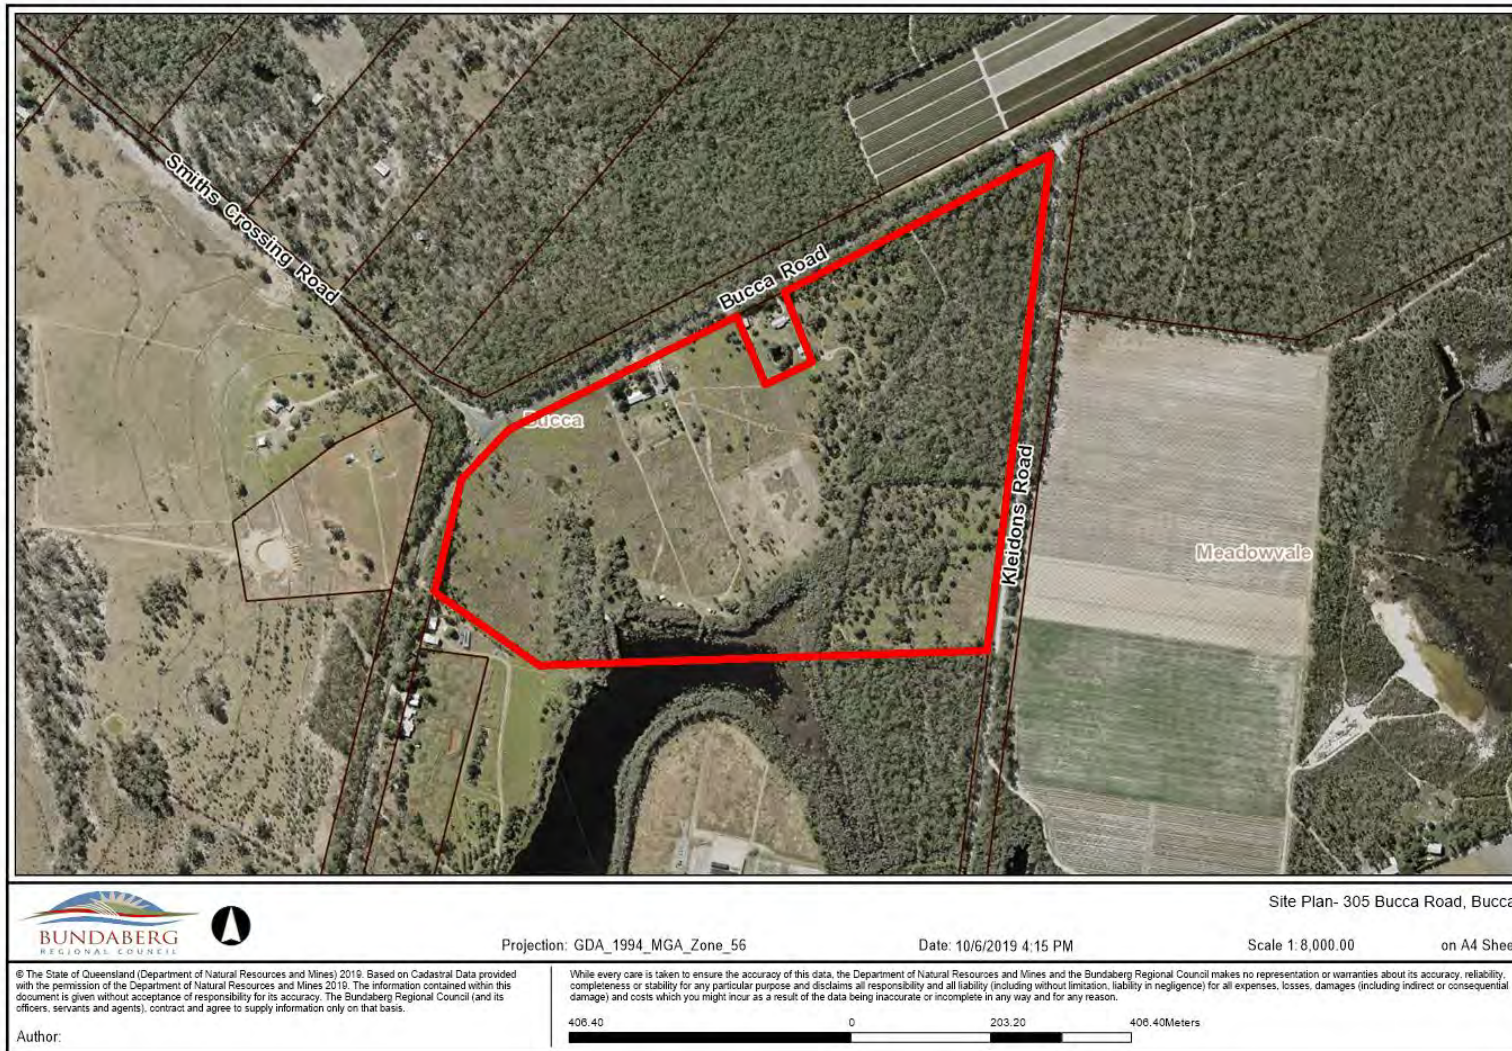 Smiths Crossing Road
Bucca Road
Bucca
Kleidons Road
Meadowvale
Site Plan- 305 Bucca Road, Bucca
BUNDABERG
REGIONAL COUNCIL
Projection: GDA_1994_MGA_Zone_56
Date: 10/6/2019 4:15 PM
Scale 1:8,000.00
on A4 Shee
© The State of Queensland (Department of Natural Resources and Mines) 2019. Based on Cadastral Data provided
with the permission of the Department of Natural Resources and Mines 2019. The information contained within this
document is given without acceptance of responsibility for its accuracy. The Bundaberg Regional Council (and its
officers, servants and agents), contract and agree to supply information only on that basis.
Author:
While every care is taken to ensure the accuracy of this data, the Department of Natural Resources and Mines and the Bundaberg Regional Council makes no representation or warranties about its accuracy, reliability,
completeness or stability for any particular purpose and disclaims all responsibility and all liability (including without limitation, liability in negligence) for all expenses, losses, damages (including indirect or consequential
damage) and costs which you might incur as a result of the data being inaccurate or incomplete in any way and for any reason.
406.40
0
203.20
406.40Meters